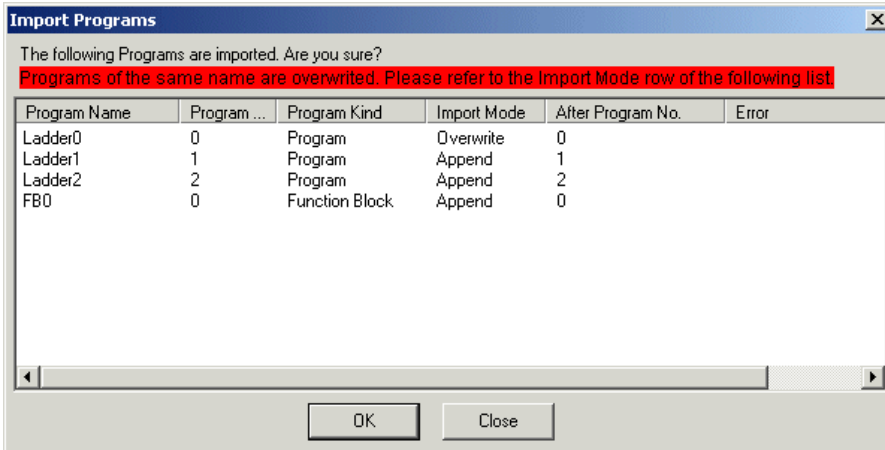 Import Programs
The following Programs are imported. Are you sure?
Programs of the same name are overwrited. Please refer to the Import Mode row of the following list.
Program Name Program ... Program Kind Import Mode After Program No. Error
Ladder0 0 Program Overwrite 0
Ladder1 1 Program Append 1
Ladder2 2 Program Append 2
FB0 0 Function Block Append 0
OK Close